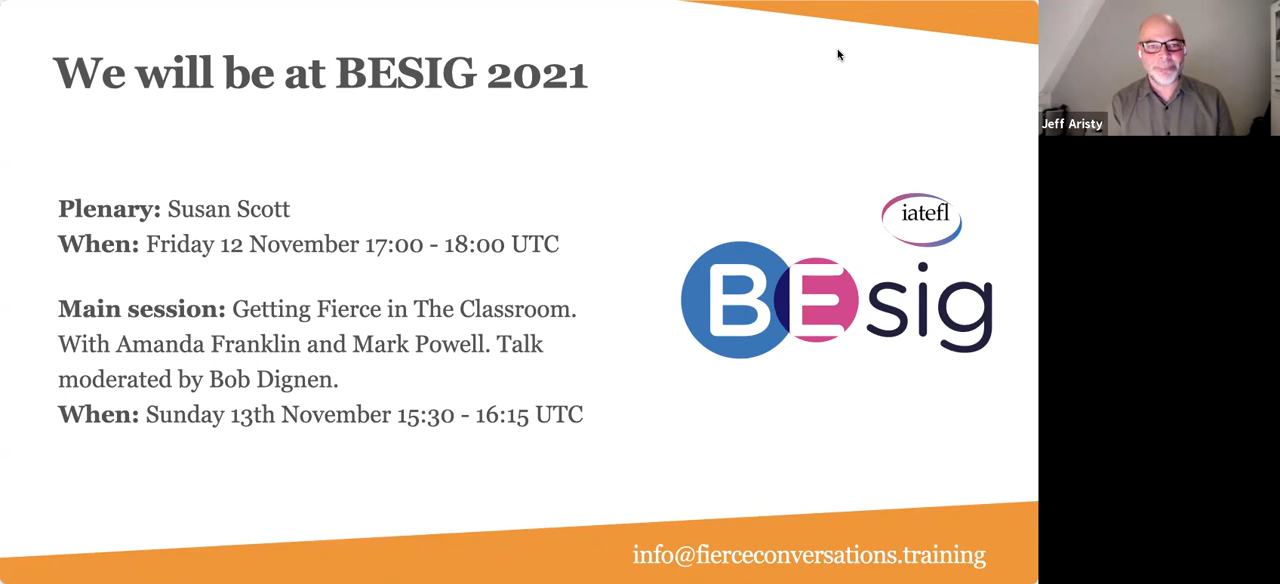 We will be at BESIG 2021
Plenary: Susan Scott
When: Friday 12 November 17:00 - 18:00 UTC
Main session: Getting Fierce in The Classroom.
With Amanda Franklin and Mark Powell. Talk
moderated by Bob Dignen.
When: Sunday 13th November 15:30 - 16:15 UTC
iatefl
BEsig
info@fierceconversations.training
Jeff Aristy